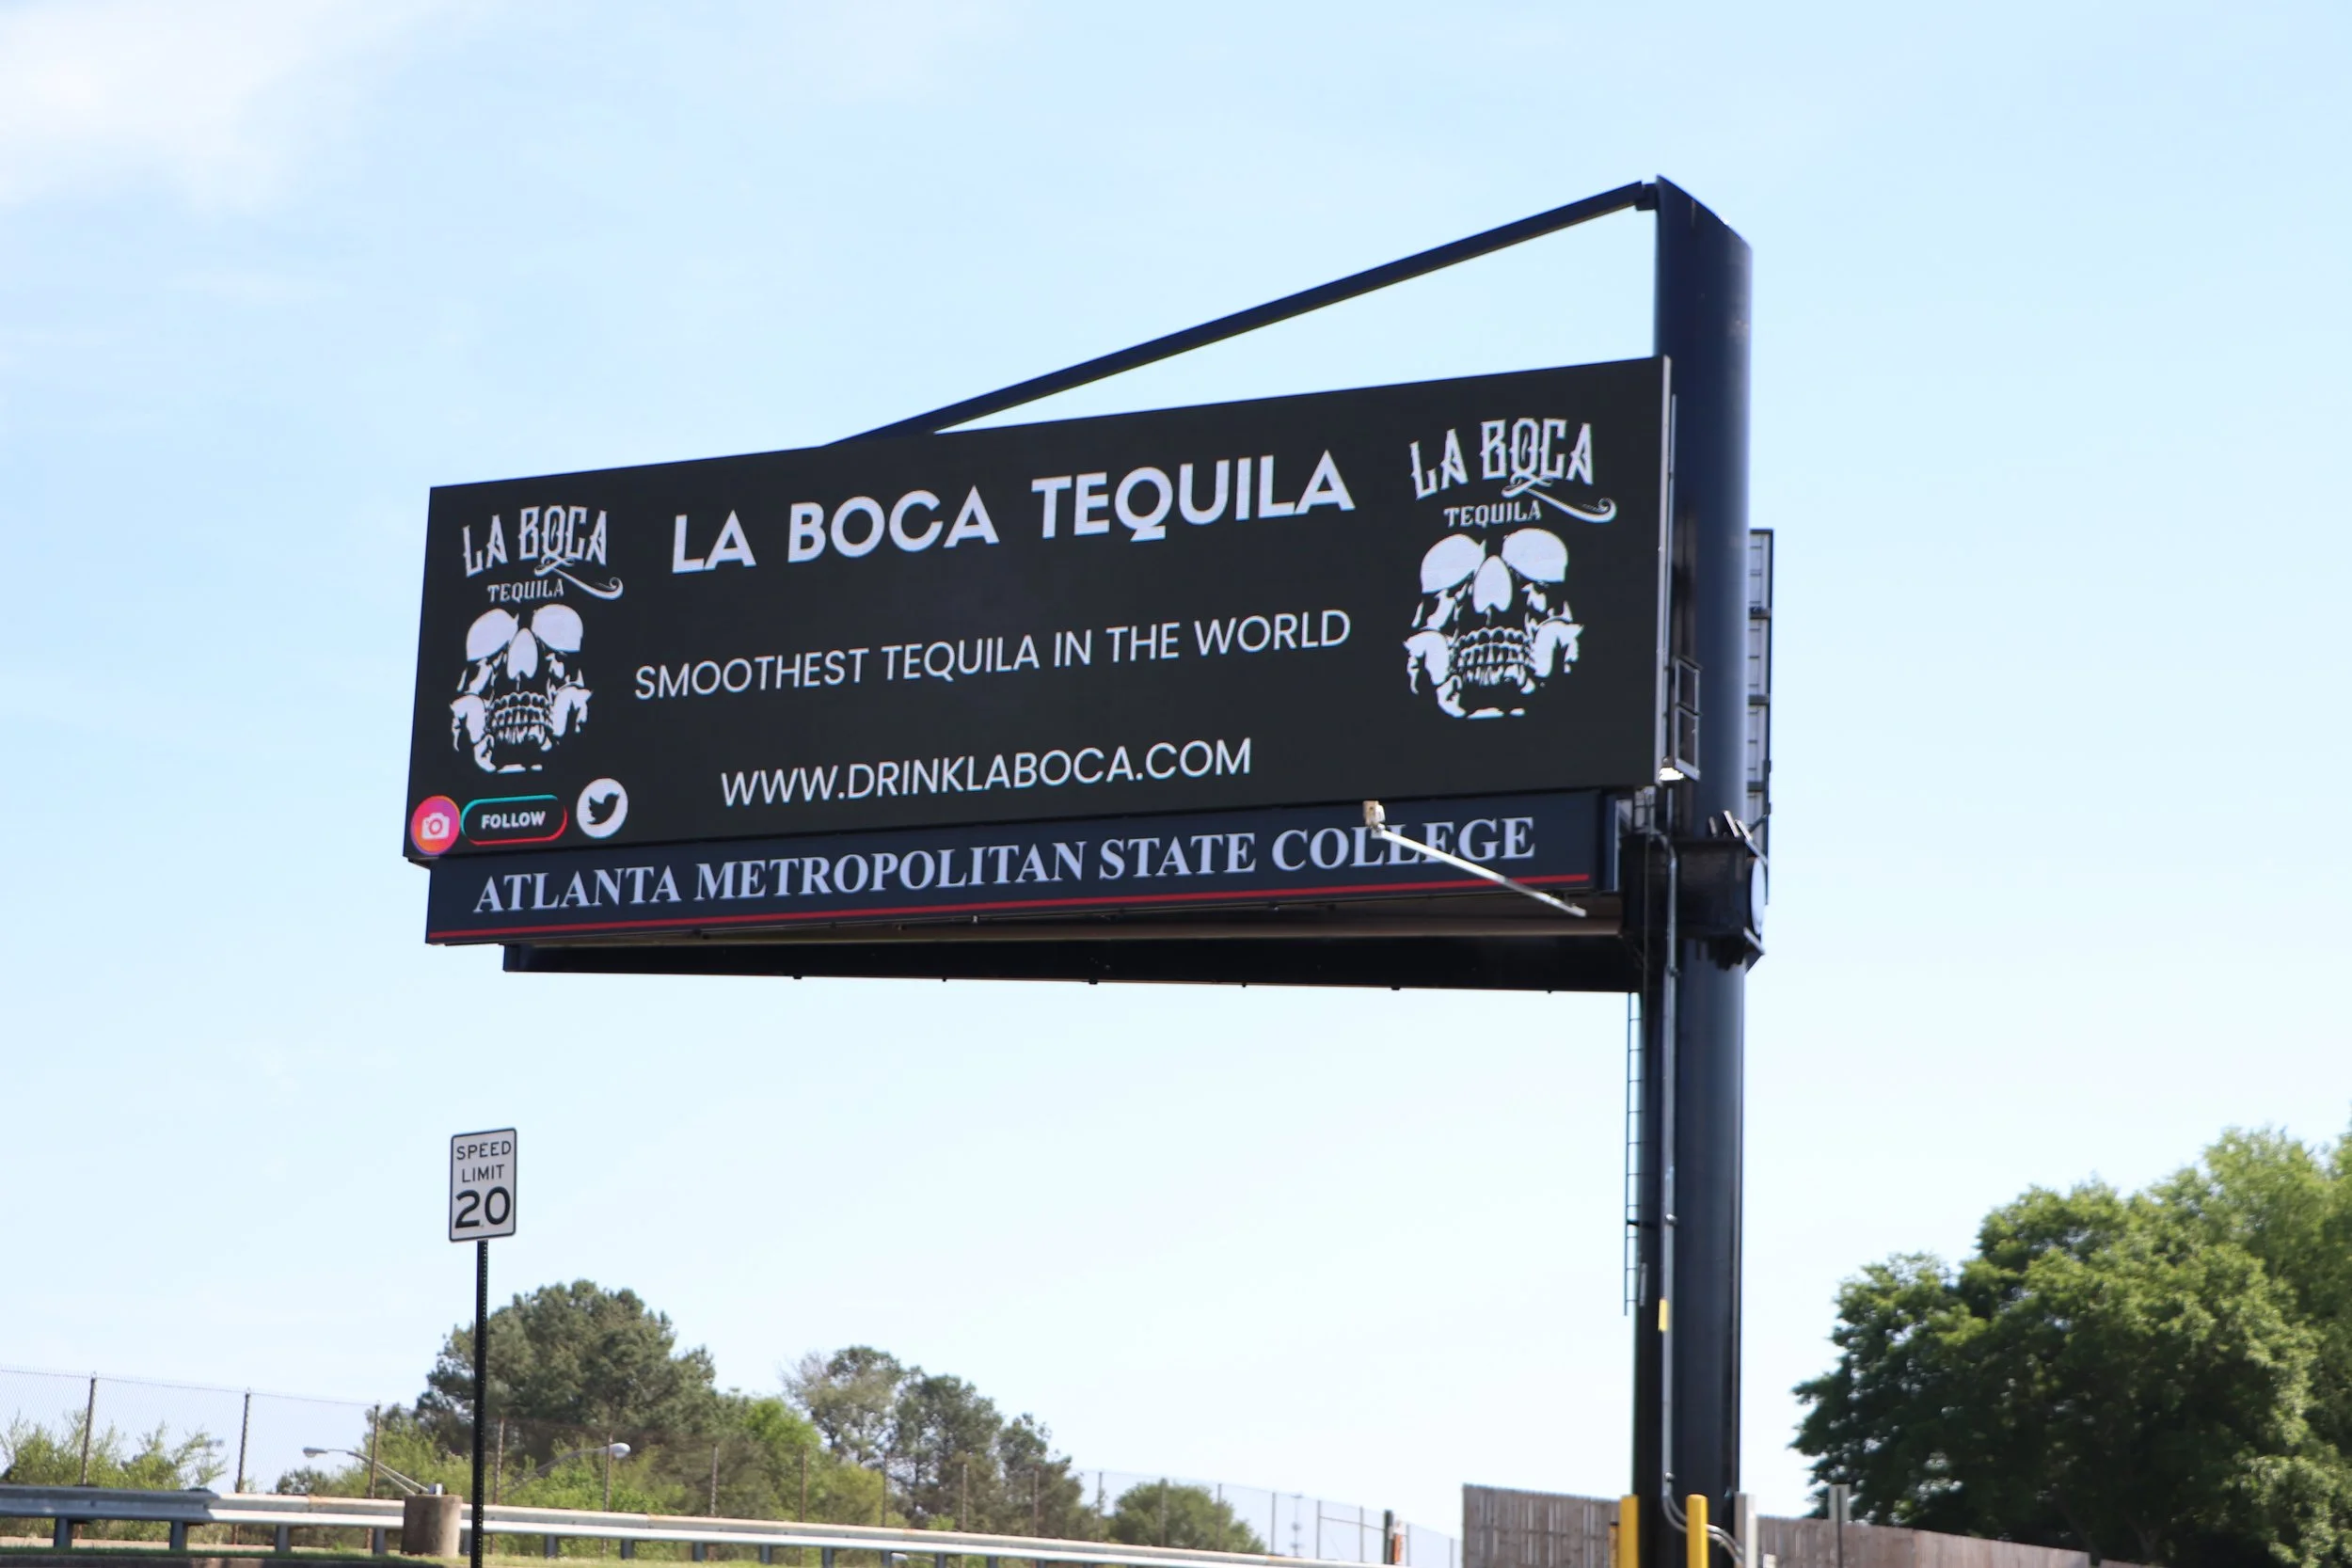 LA BOCA
TEQUILA
LA BOCA TEQUILA
SMOOTHEST TEQUILA IN THE WORLD
WWW.DRINKLABOCA.COM
LA BOCA
TEQUILA
FOLLOW
ATLANTA METROPOLITAN STATE COLLEGE
SPEED
LIMIT
20